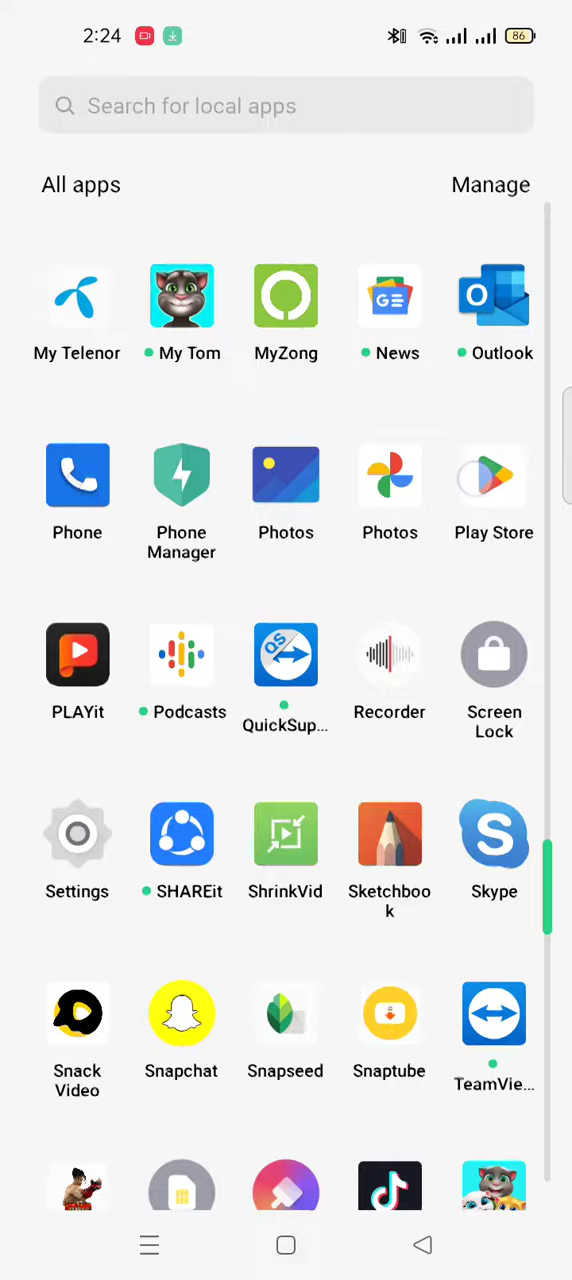 2:24
86
Search for local apps
All apps
Manage
My Telenor
My Tom
MyZong
News
Outlook
Phone
Phone
Manager
Photos
Photos
Play Store
PLAYit
Podcasts
QuickSup...
Recorder
Screen
Lock
Settings
SHAREit
ShrinkVid
Sketchboo
k
Skype
Snack
Video
Snapchat
Snapseed
Snaptube
TeamVie...